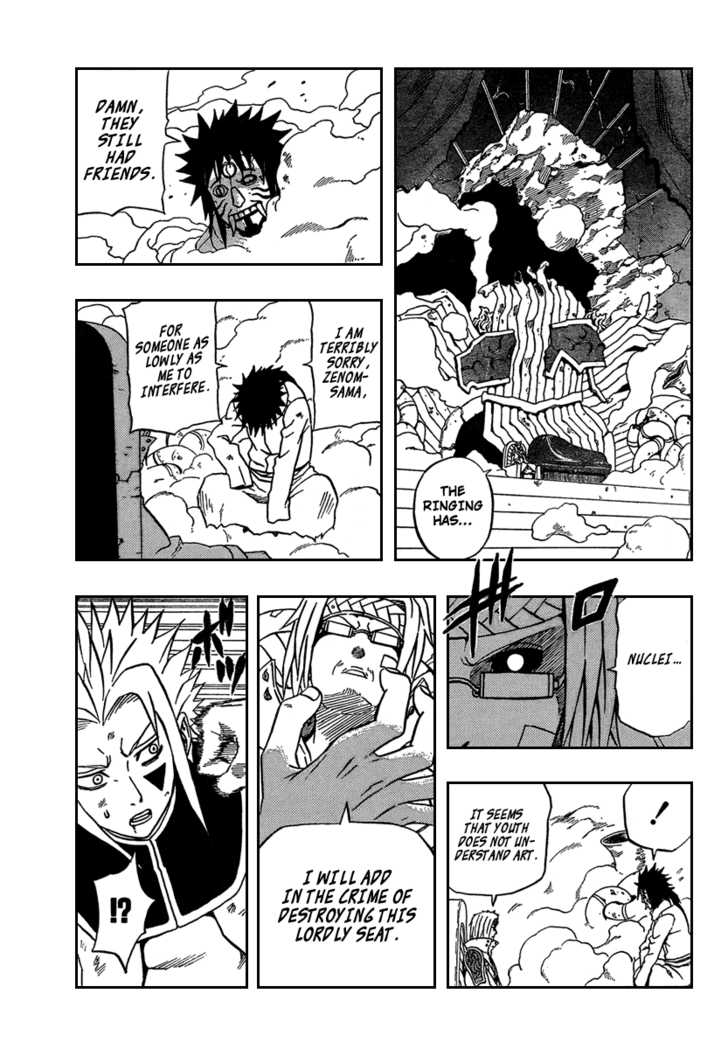 THE
RINGING
HAS...
DAMN,
THEY
STILL
HAD
FRIENDS.
I AM
TERRIBLY
SORRY,
ZENOM-
SAMA,
FOR
SOMEONE AS
LOWLY AS
ME TO
INTERFERE.
NUCLEI...
!
IT SEEMS
THAT YOUTH
DOES NOT UN-
DERSTAND ART.
I WILL ADD
IN THE CRIME OF
DESTROYING THIS
LORDLY SEAT.
!?